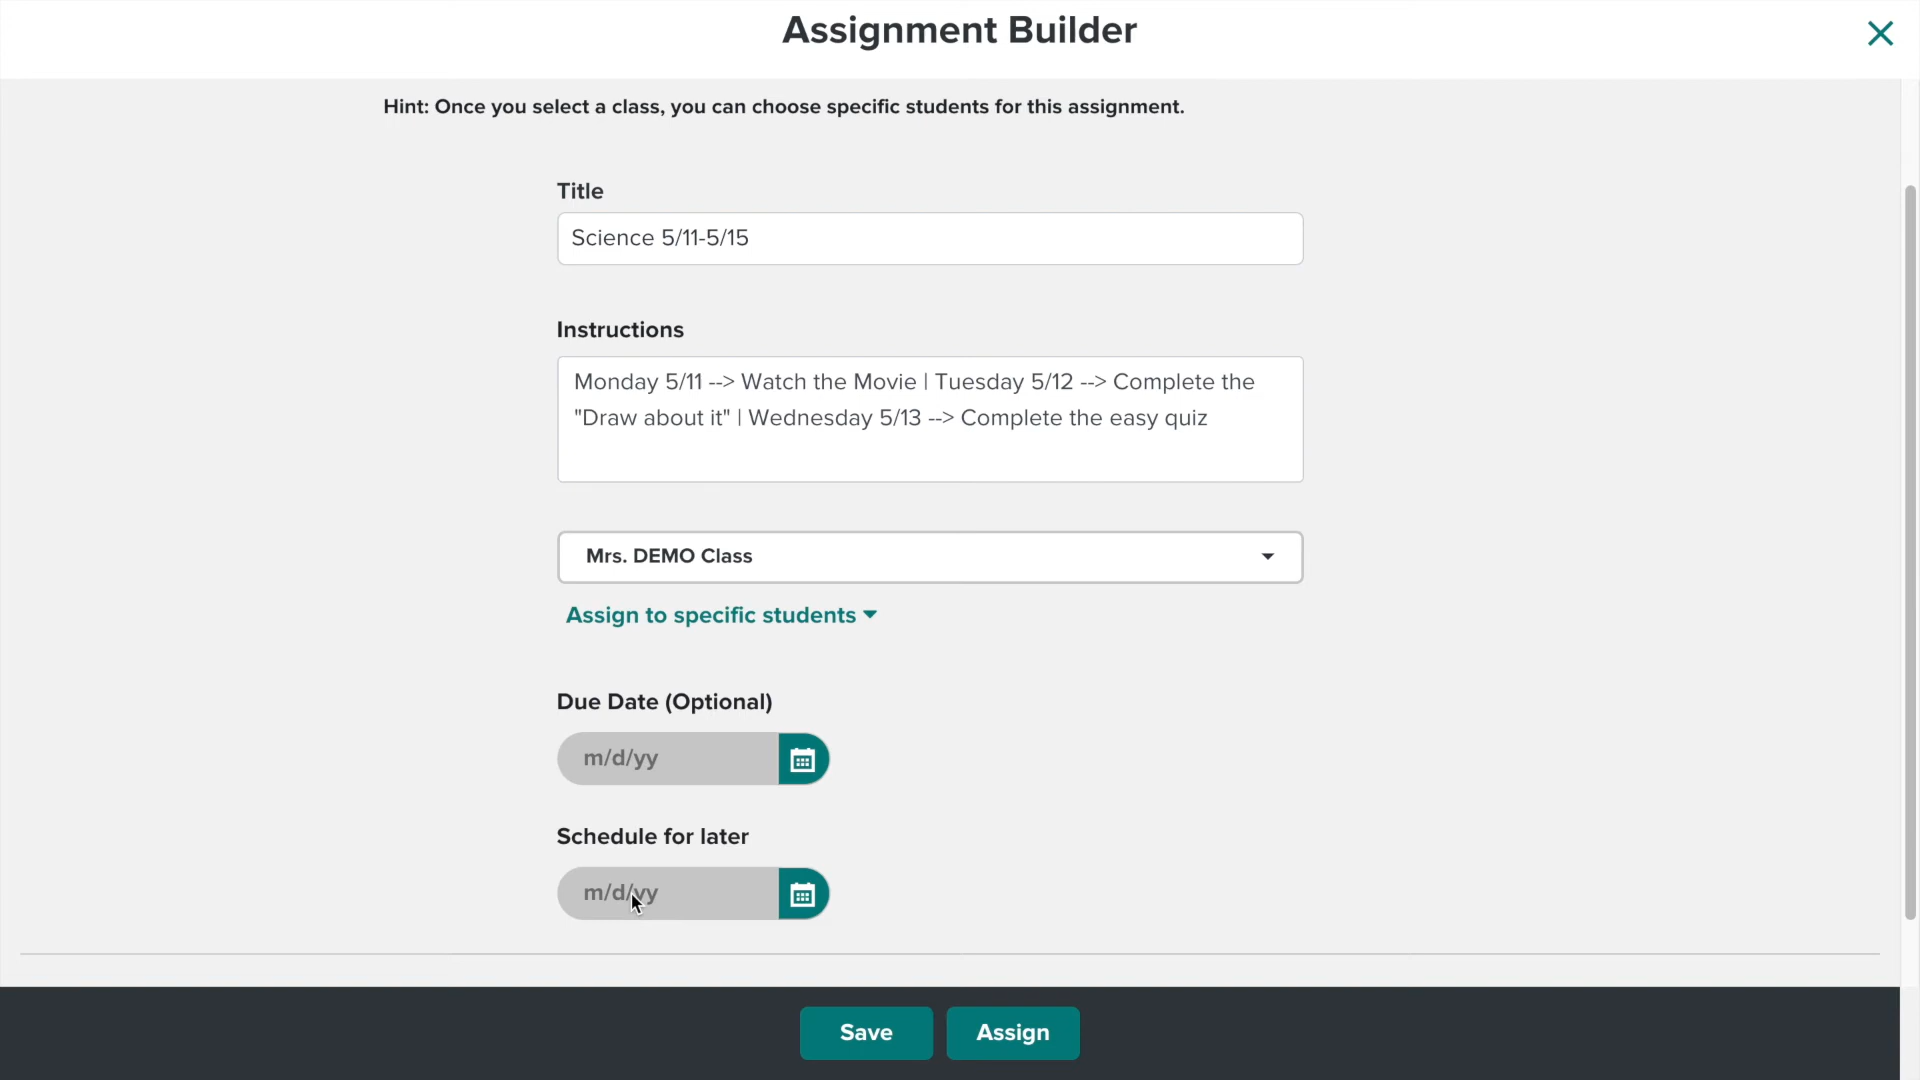 Assignment Builder
Hint: Once you select a class, you can choose specific students for this assignment.
Title
Science 5/11-5/15
Instructions
Monday 5/11 --> Watch the Movie | Tuesday 5/12 --> Complete the
"Draw about it" | Wednesday 5/13 --> Complete the easy quiz
Mrs. DEMO Class
Assign to specific students
Due Date (Optional)
m/d/yy
Schedule for later
m/d/yy
Save Assign